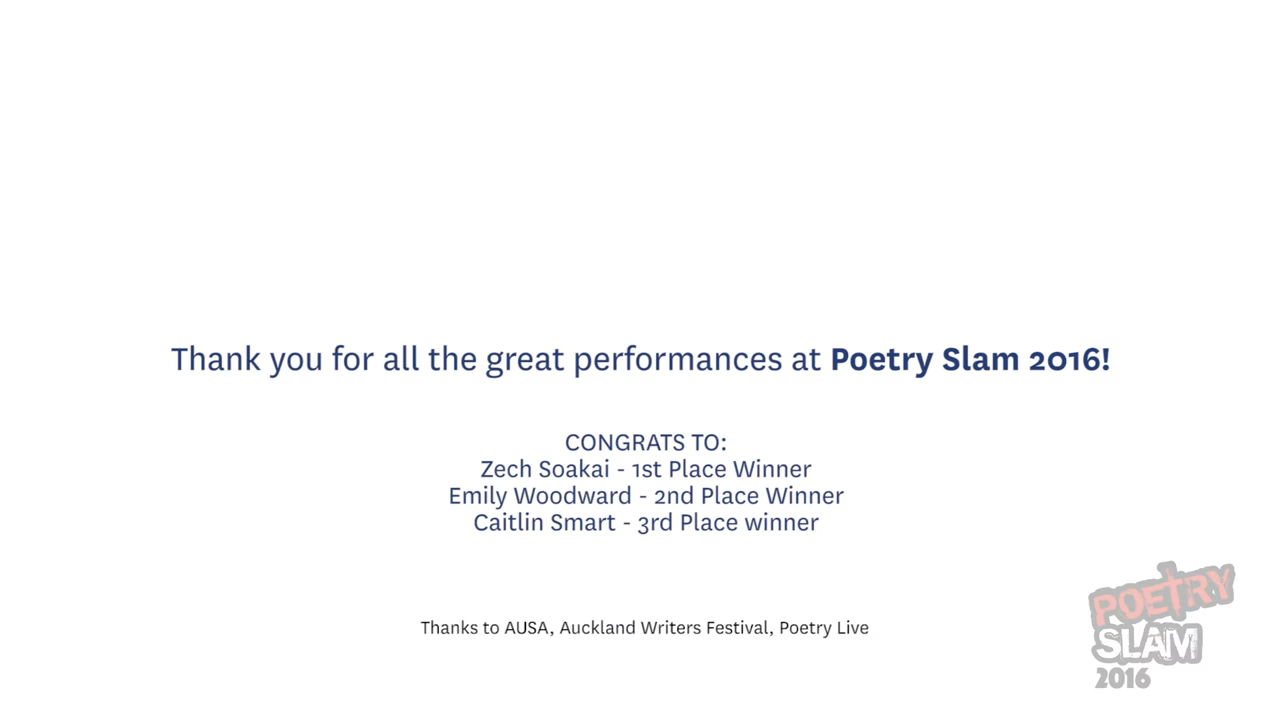 Thank you for all the great performances at Poetry Slam 2016!
CONGRATS TO:
Zech Soakai - 1st Place Winner
Emily Woodward - 2nd Place Winner
Caitlin Smart - 3rd Place winner
Thanks to AUSA, Auckland Writers Festival, Poetry Live
POETRY
SLAM
2016